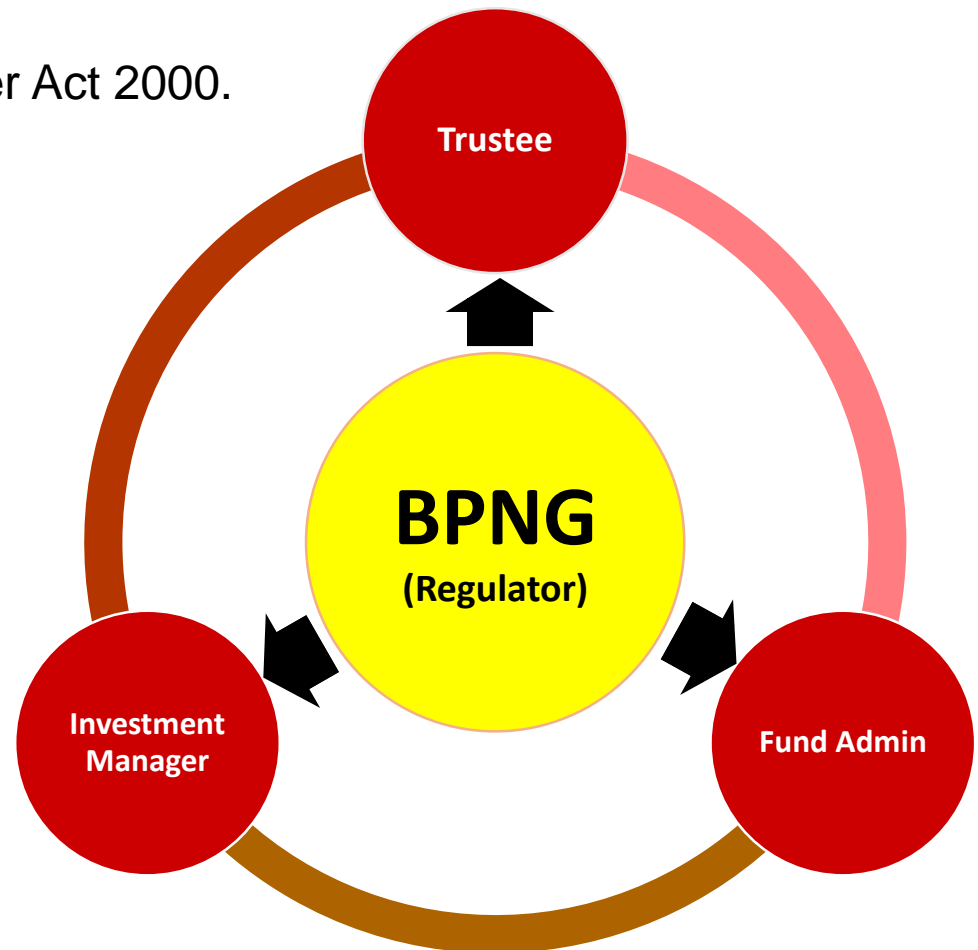 er Act 2000.
Trustee
BPNG
(Regulator)
Investment
Manager
Fund Admin